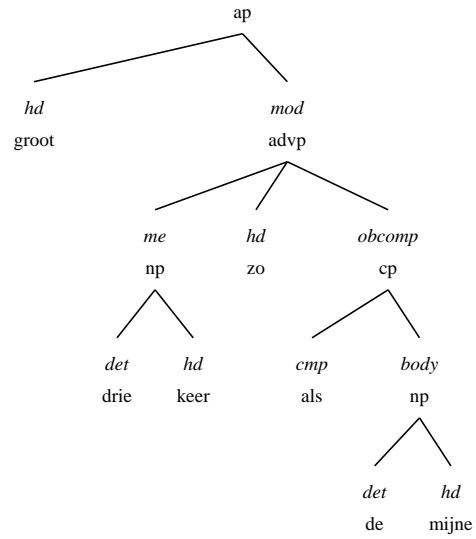 ap
hd mod
groot advp
me hd obcomp
np zo cp
det hd cmp body
drie keer als np
det hd
de mijne